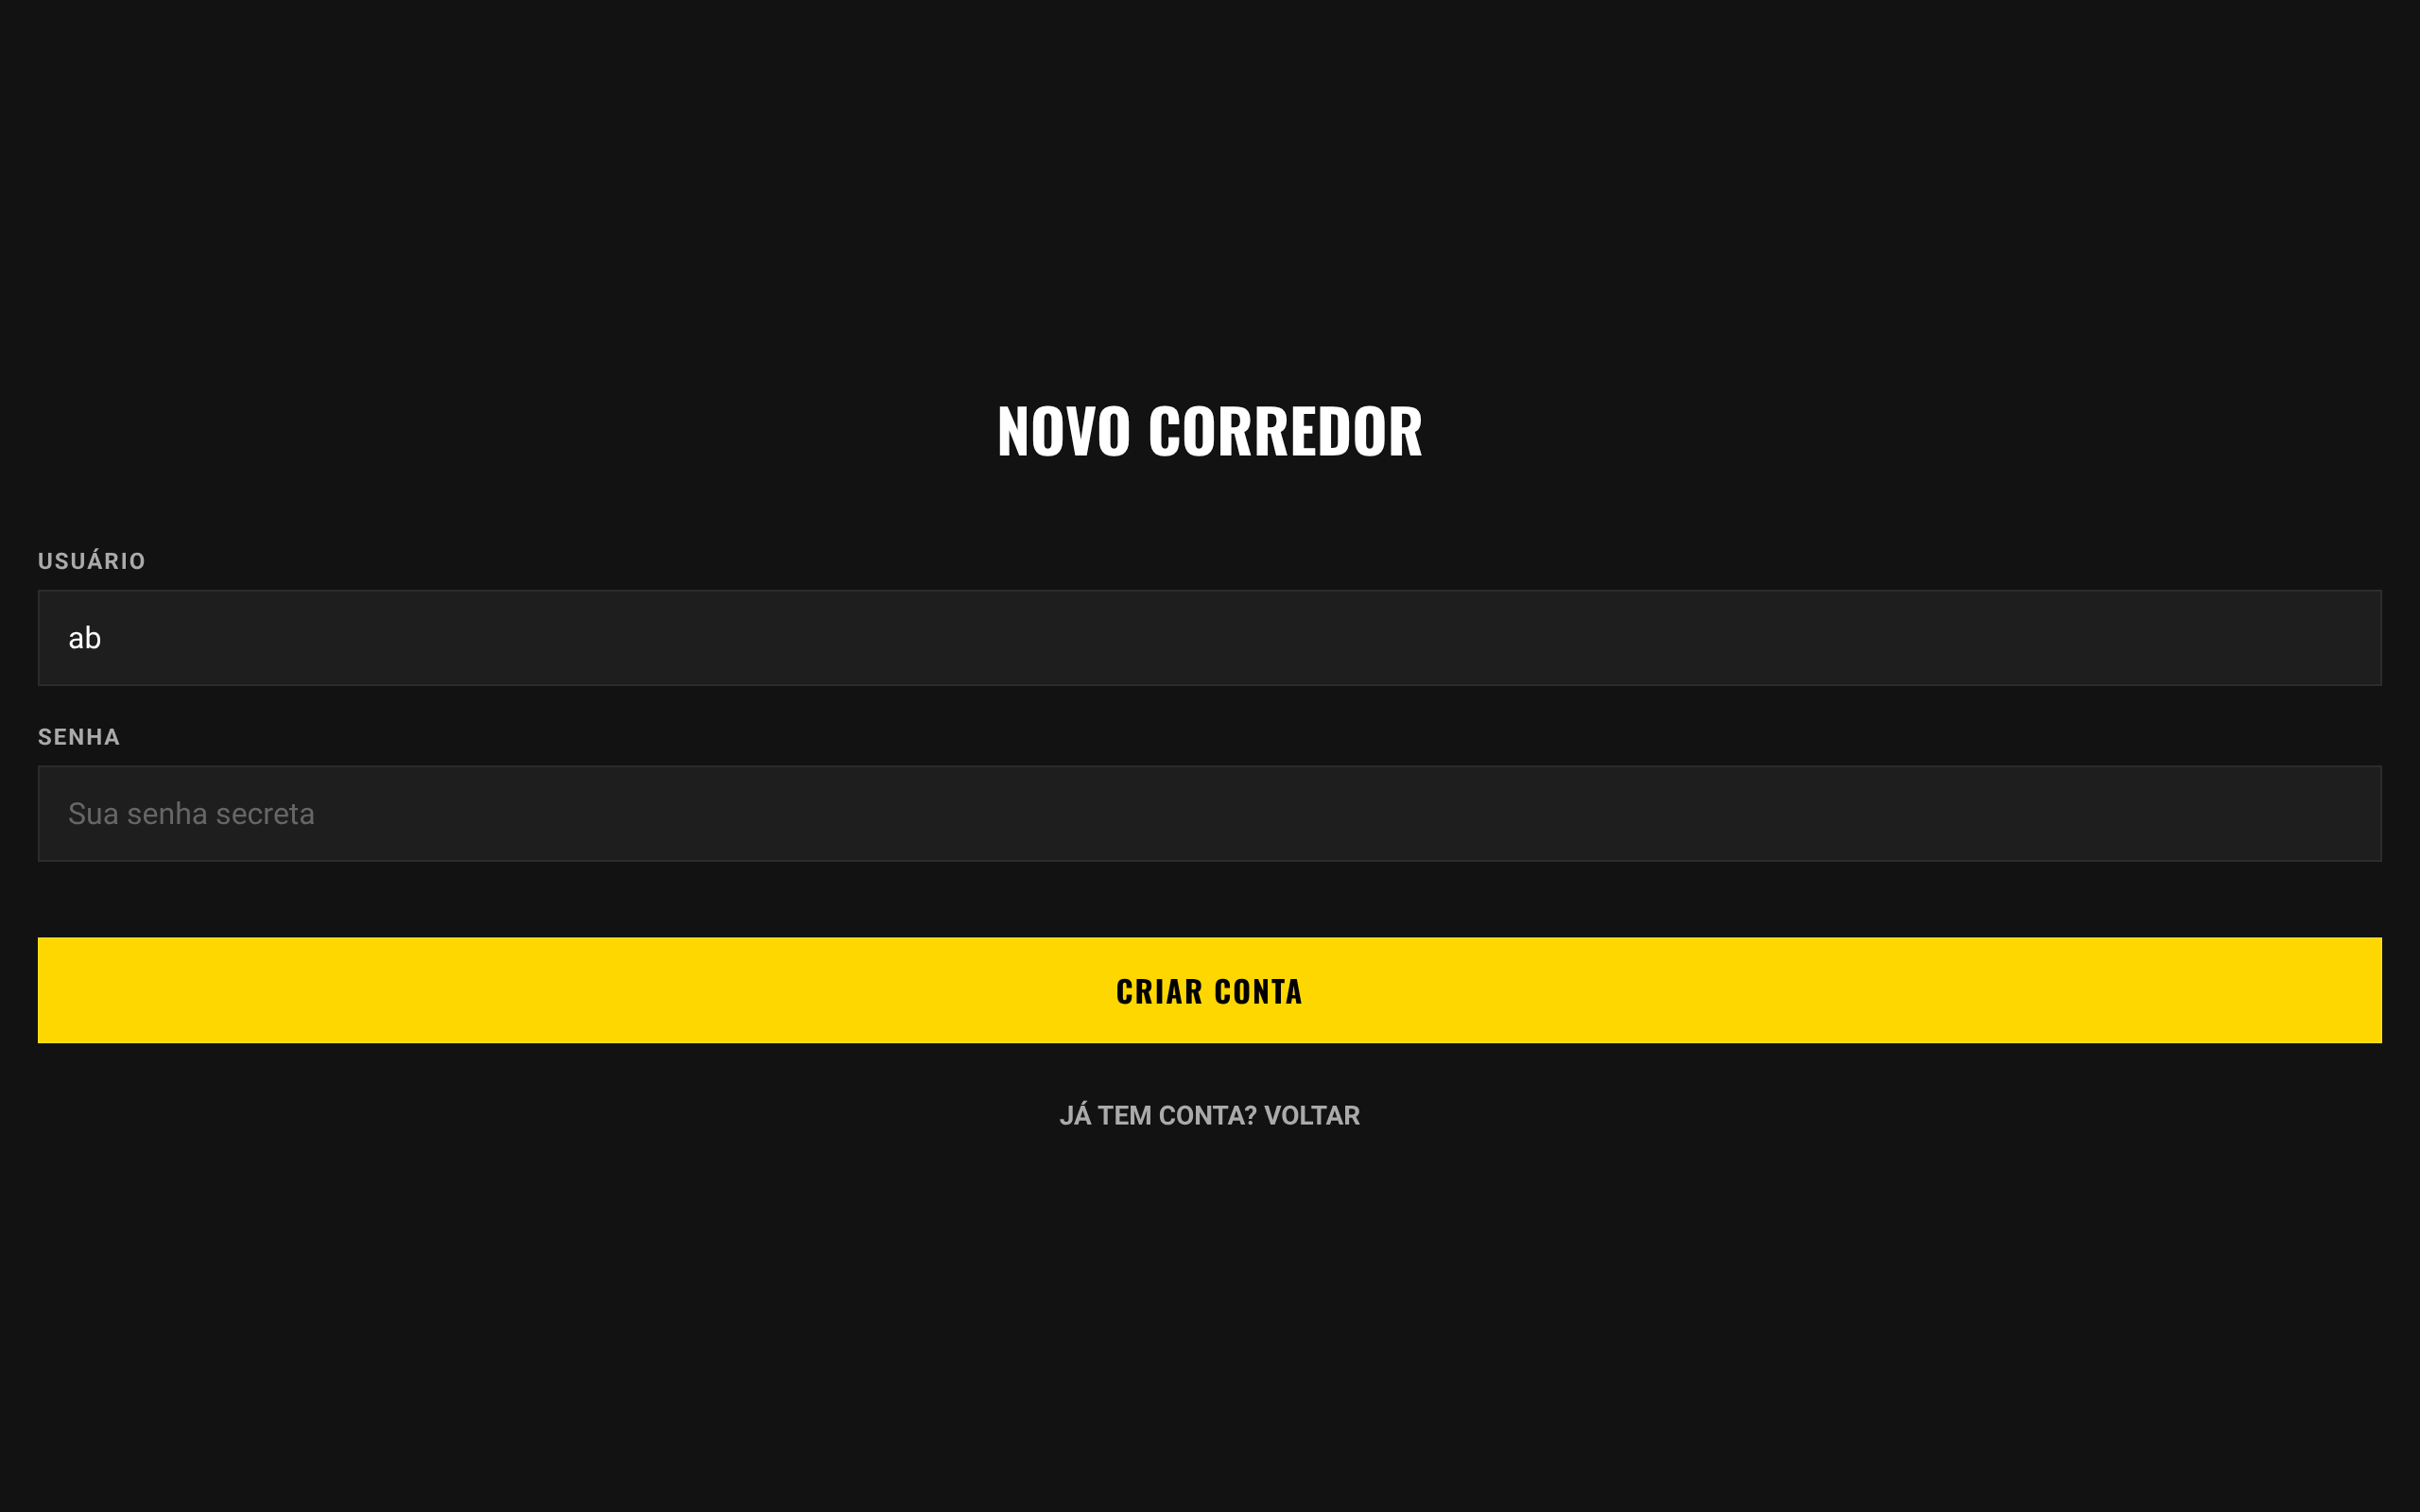 NOVO CORREDOR
USUÁRIO
ab
SENHA
Sua senha secreta
CRIAR CONTA
JÁ TEM CONTA? VOLTAR